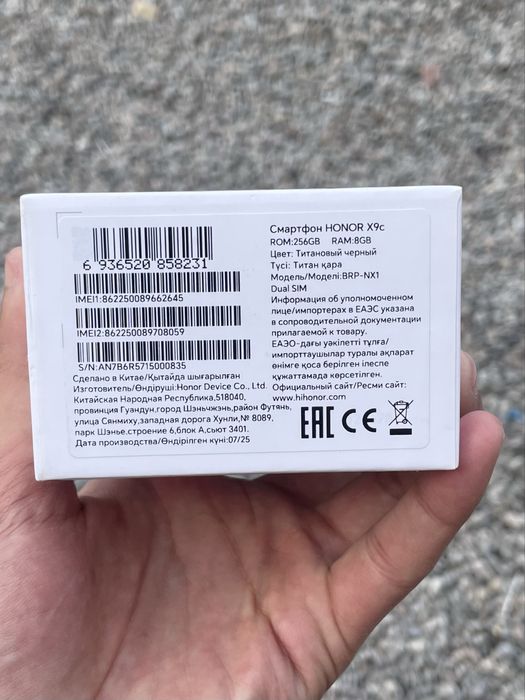 6 936520 858231
IMEI1:862250089662645
IMEI2:862250089708059
S/N:AN7B6R5715000835
Сделано в Китае/Қытайда шығарылған
Изготовитель/Өндіруші:Honor Device Co., Ltd.
Китайская Народная Республика,518040,
провинция Гуандун,город Шэньчжэнь,район Футянь,
улица Сянмиху,западная дорога Хунли,№ 8089,
парк Шэнье,строение 6,блок А,сьют 3401.
Дата производства/Өндірілген күні:07/25
Смартфон HONOR X9c
ROM:256GB RAM:8GB
Цвет: Титановый черный
Түсі: Титан қара
Модель/Моделі:BRP-NX1
Dual SIM
Информация об уполномоченном
лице/импортерах в ЕАЭС указана
в сопроводительной документации
прилагаемой к товару.
ЕАЭО-дағы уәкілетті тұлға/
импорттаушылар туралы ақпарат
өнімге қоса берілген ілеспе
құжаттамада көрсетілген.
Официальный сайт/Ресми сайт:
www.hihonor.com
EAC CE